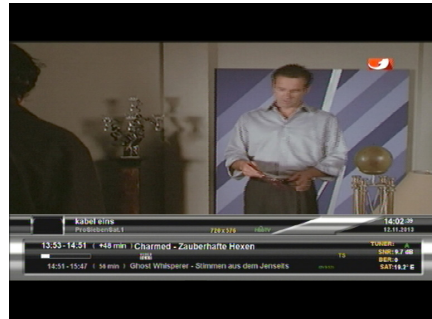 kabel eins
14:02:39
ProSiebenSat.1
720 x 576
12.11.2013
13:53 - 14:51 ( +48 min ) Charmed - Zauberhafte Hexen
TUNER: A
SNR: 9.7 dB
TS
BER: 0
14:51 - 15:47 ( 56 min ) Ghost Whisperer - Stimmen aus dem Jenseits
SAT: 19.2° E